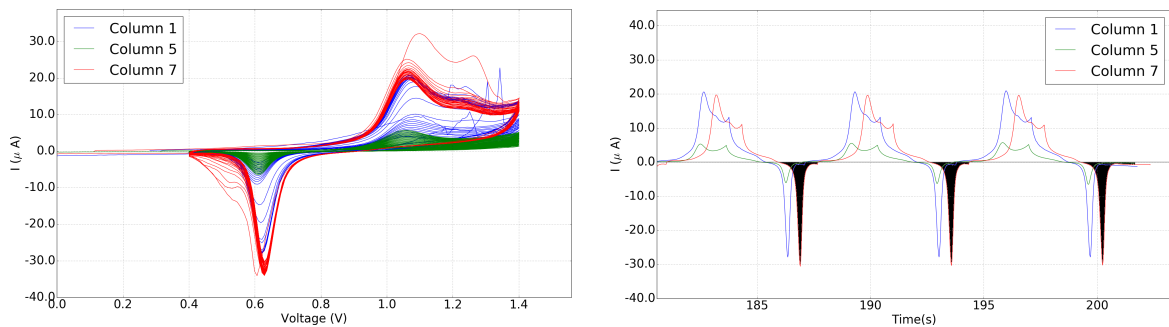 Column 1
Column 5
Column 7
I (μ A)
30.0
20.0
10.0
0.0
-10.0
-20.0
-30.0
-40.0
0.0 0.2 0.4 0.6 0.8 1.0 1.2 1.4
Voltage (V)
Column 1
Column 5
Column 7
I (μ A)
40.0
30.0
20.0
10.0
0.0
-10.0
-20.0
-30.0
-40.0
185 190 195 200
Time(s)